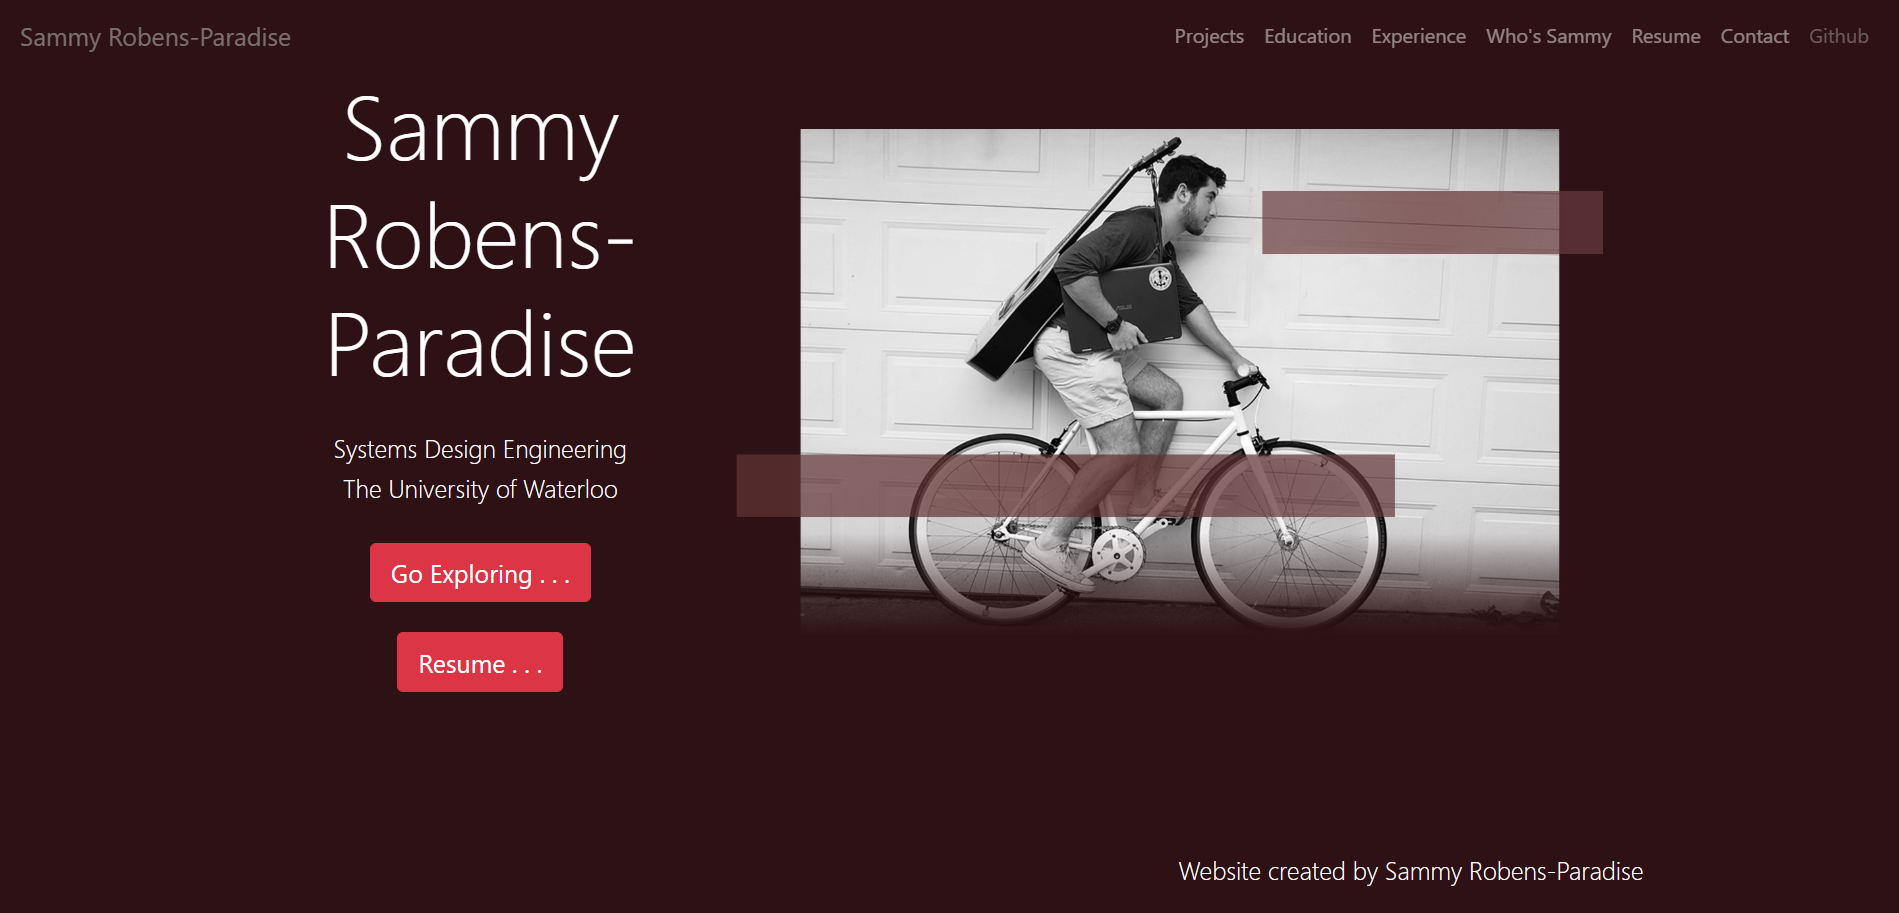 Sammy Robens-Paradise
Projects Education Experience Who's Sammy Resume Contact Github
Sammy
Robens-
Paradise
Systems Design Engineering
The University of Waterloo
Go Exploring . . .
Resume . . .
ASUS
Website created by Sammy Robens-Paradise